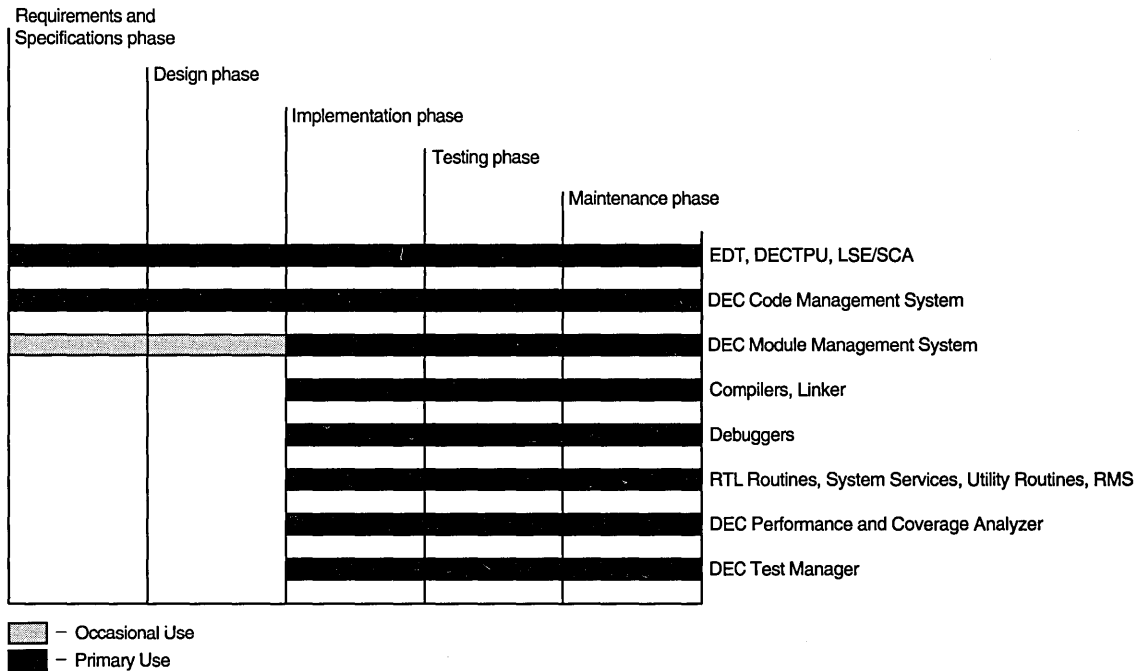 Requirements and
Specifications phase
Design phase
Implementation phase
Testing phase
Maintenance phase
EDT, DECTPU, LSE/SCA
DEC Code Management System
DEC Module Management System
Compilers, Linker
Debuggers
RTL Routines, System Services, Utility Routines, RMS
DEC Performance and Coverage Analyzer
DEC Test Manager
– Occasional Use
– Primary Use